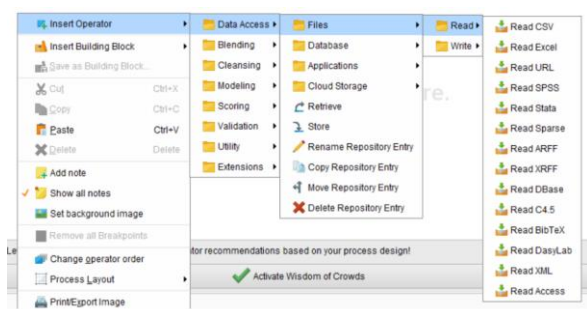 Insert Operator
Insert Building Block
Save as Building Block...
Cut Ctrl+X
Copy Ctrl+C
Paste Ctrl+V
Delete Delete
Add note
Show all notes
Set background image
Remove all Breakpoints
Change operator order
Process Layout
Print/Export Image
Data Access
Blending
Cleansing
Modeling
Scoring
Validation
Utility
Extensions
Files
Database
Applications
Cloud Storage
Retrieve
Store
Rename Repository Entry
Copy Repository Entry
Move Repository Entry
Delete Repository Entry
Read
Write
re.
Read CSV
Read Excel
Read URL
Read SPSS
Read Stata
Read Sparse
Read ARFF
Read XRFF
Read DBase
Read C4.5
Read BibTeX
Read DasyLab
Read XML
Read Access
Le
tor recommendations based on your process design!
Activate Wisdom of Crowds